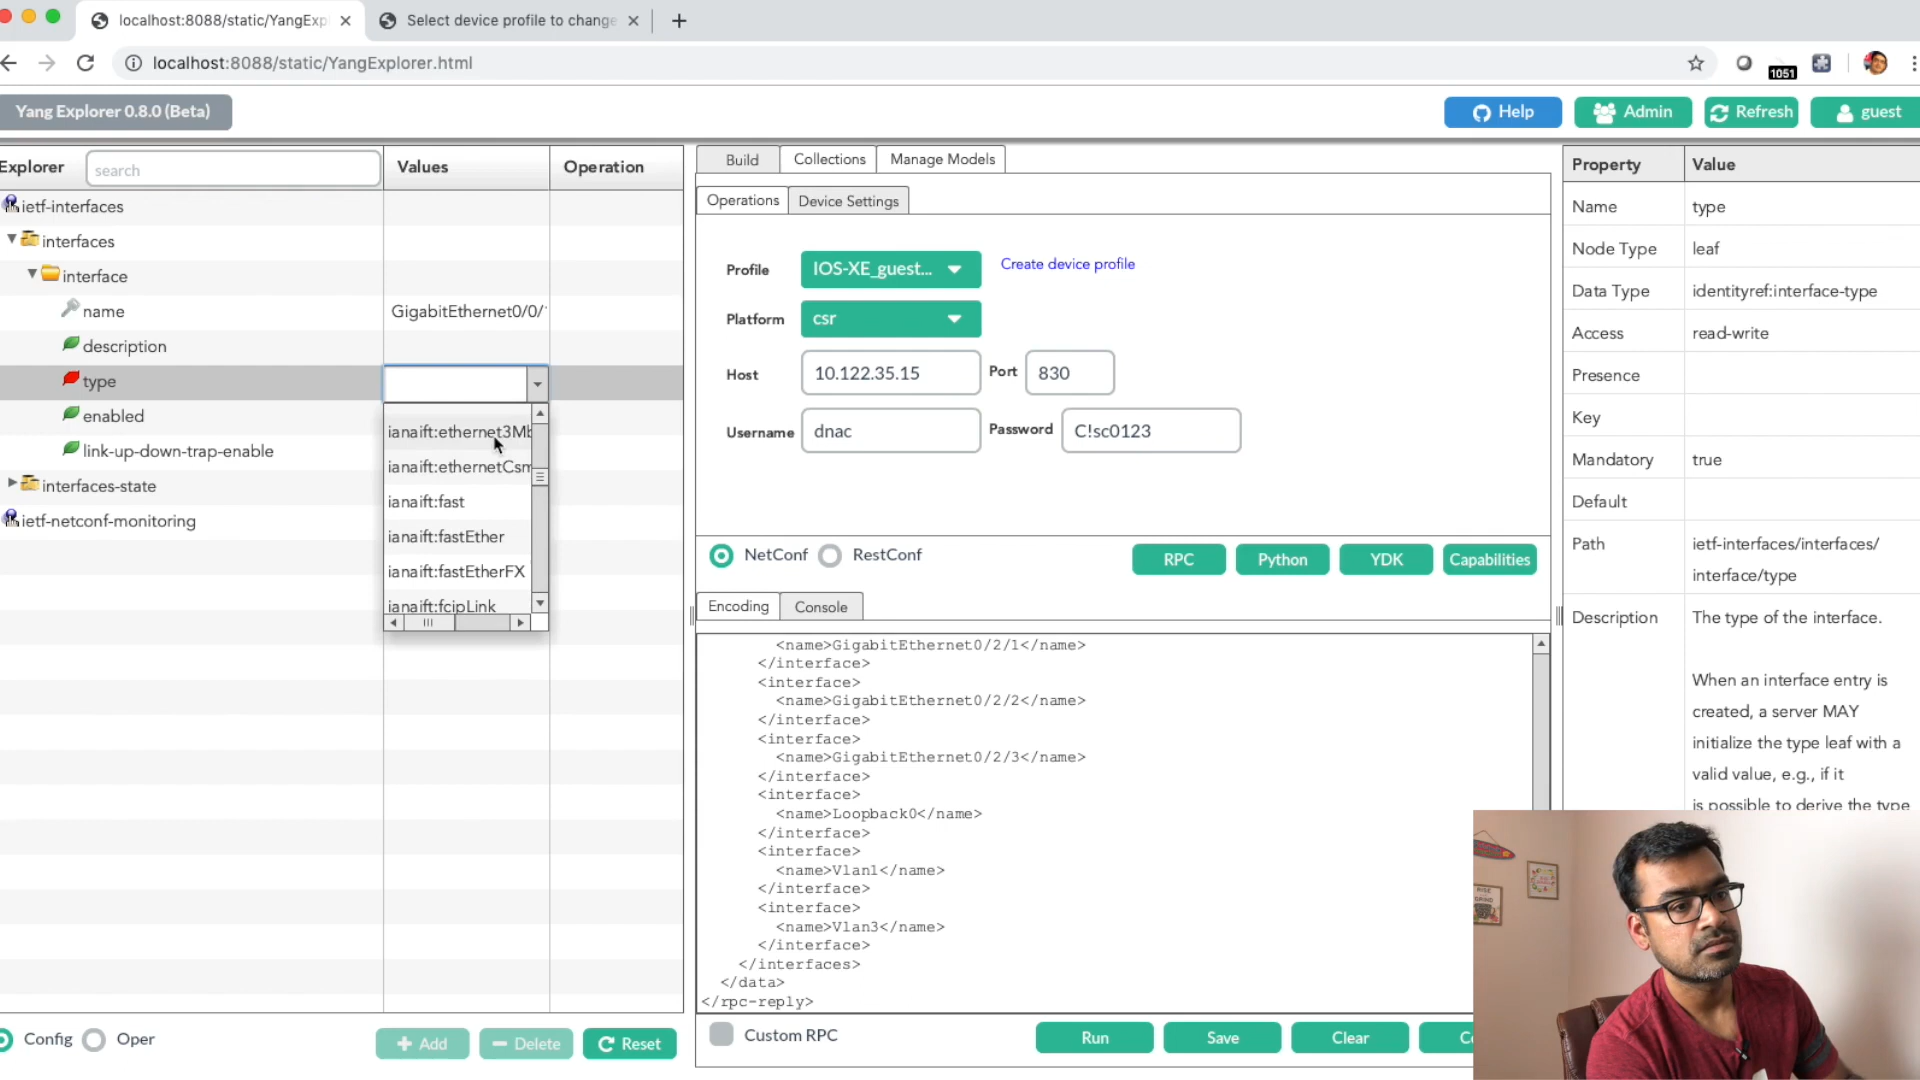 localhost:8088/static/YangExpl
Select device profile to change
localhost:8088/static/YangExplorer.html
1051
Yang Explorer 0.8.0 (Beta)
Help
Admin
Refresh
guest
Explorer
search
Values
Operation
ietf-interfaces
interfaces
interface
name
GigabitEthernet0/0/
description
type
enabled
link-up-down-trap-enable
interfaces-state
ietf-netconf-monitoring
ianaift:ethernet3Mb
ianaift:ethernetCsm
ianaift:fast
ianaift:fastEther
ianaift:fastEtherFX
ianaift:fcipLink
Config
Oper
Add
Delete
Reset
Build
Collections
Manage Models
Operations
Device Settings
Profile
IOS-XE_guest...
Create device profile
Platform
csr
Host
10.122.35.15
Port
830
Username
dnac
Password
C!sc0123
NetConf
RestConf
RPC
Python
YDK
Capabilities
Encoding
Console
<name>GigabitEthernet0/2/1</name>
</interface>
<interface>
<name>GigabitEthernet0/2/2</name>
</interface>
<interface>
<name>GigabitEthernet0/2/3</name>
</interface>
<interface>
<name>Loopback0</name>
</interface>
<interface>
<name>Vlan1</name>
</interface>
<interface>
<name>Vlan3</name>
</interface>
</interfaces>
</data>
</rpc-reply>
Custom RPC
Run
Save
Clear
Property
Value
Name
type
Node Type
leaf
Data Type
identityref:interface-type
Access
read-write
Presence
Key
Mandatory
true
Default
Path
ietf-interfaces/interfaces/
interface/type
Description
The type of the interface.
When an interface entry is
created, a server MAY
initialize the type leaf with a
valid value, e.g., if it
is possible to derive the type
RISE
GRIND